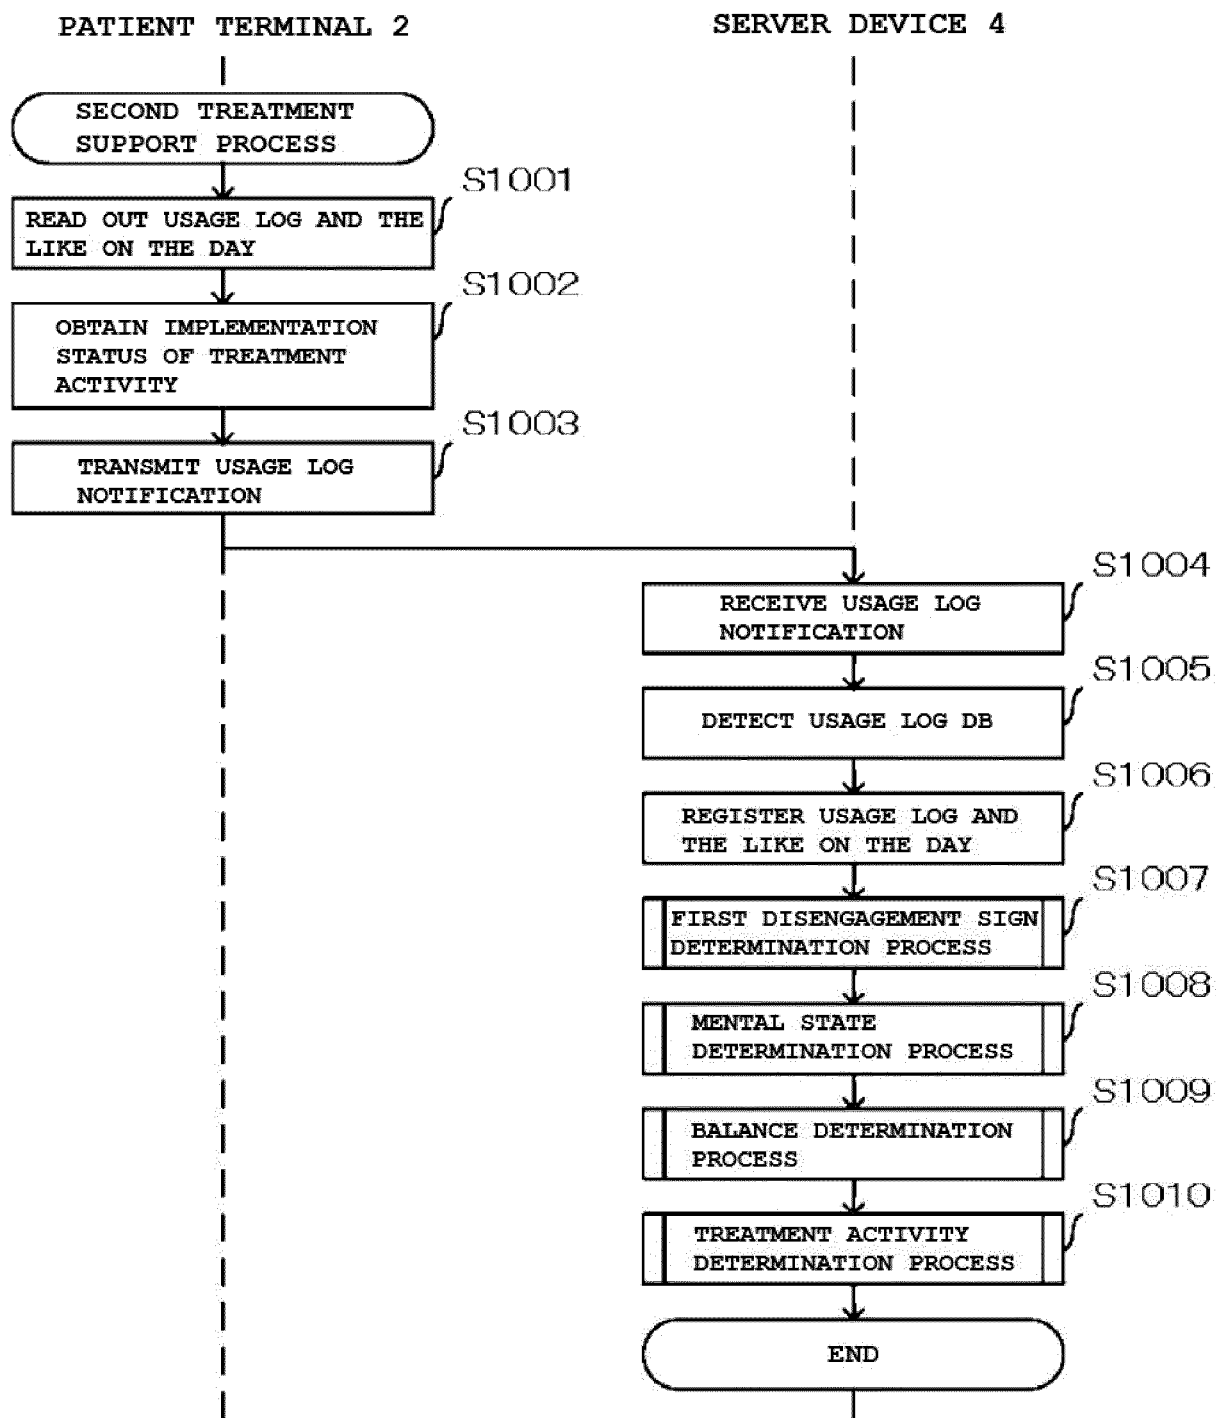 PATIENT TERMINAL 2
SERVER DEVICE 4
SECOND TREATMENT
SUPPORT PROCESS
S1001
READ OUT USAGE LOG AND THE
LIKE ON THE DAY
S1002
OBTAIN IMPLEMENTATION
STATUS OF TREATMENT
ACTIVITY
S1003
TRANSMIT USAGE LOG
NOTIFICATION
S1004
RECEIVE USAGE LOG
NOTIFICATION
S1005
DETECT USAGE LOG DB
S1006
REGISTER USAGE LOG AND
THE LIKE ON THE DAY
S1007
FIRST DISENGAGEMENT SIGN
DETERMINATION PROCESS
S1008
MENTAL STATE
DETERMINATION PROCESS
S1009
BALANCE DETERMINATION
PROCESS
S1010
TREATMENT ACTIVITY
DETERMINATION PROCESS
END